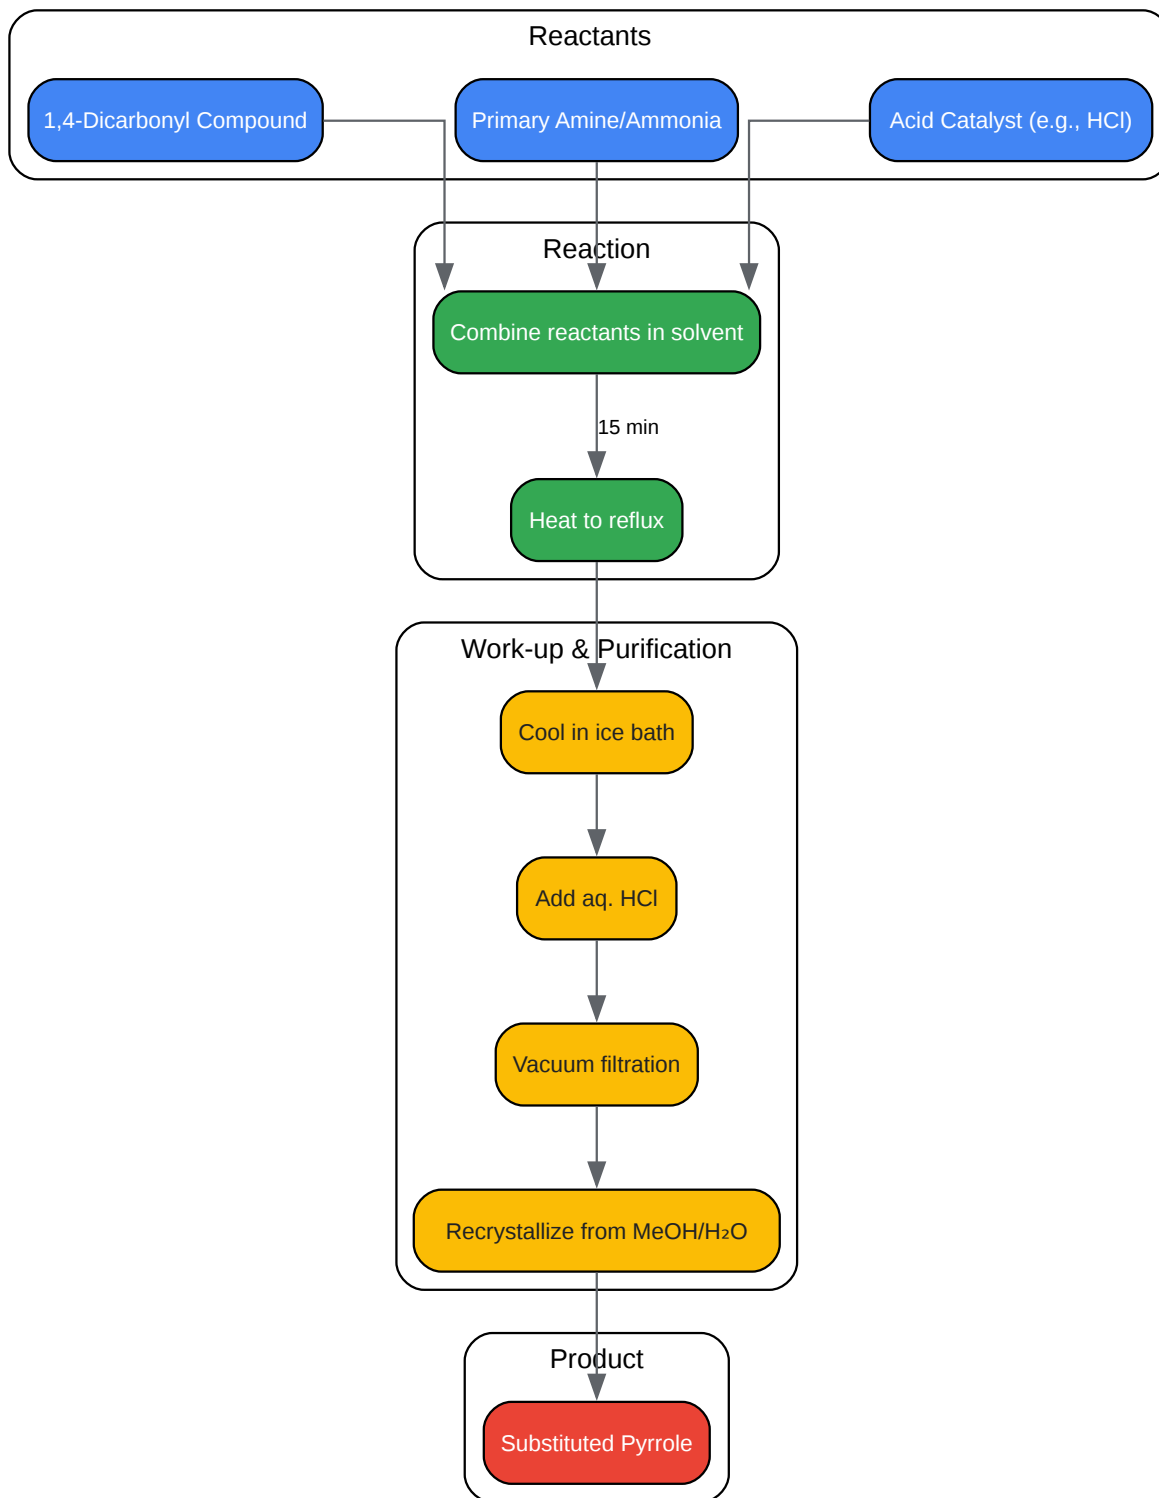 Reactants
1,4-Dicarbonyl Compound
Primary Amine/Ammonia
Acid Catalyst (e.g., HCl)
Reaction
Combine reactants in solvent
15 min
Heat to reflux
Work-up & Purification
Cool in ice bath
Add aq. HCl
Vacuum filtration
Recrystallize from MeOH/H₂O
Product
Substituted Pyrrole